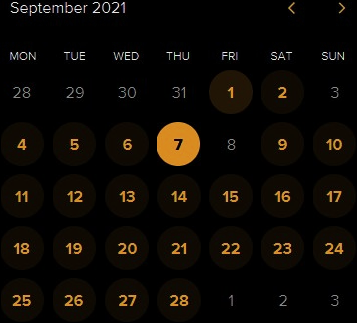 September 2021 < >
MON TUE WED THU FRI SAT SUN
28 29 30 31 1 2 3
4 5 6 7 8 9 10
11 12 13 14 15 16 17
18 19 20 21 22 23 24
25 26 27 28 1 2 3